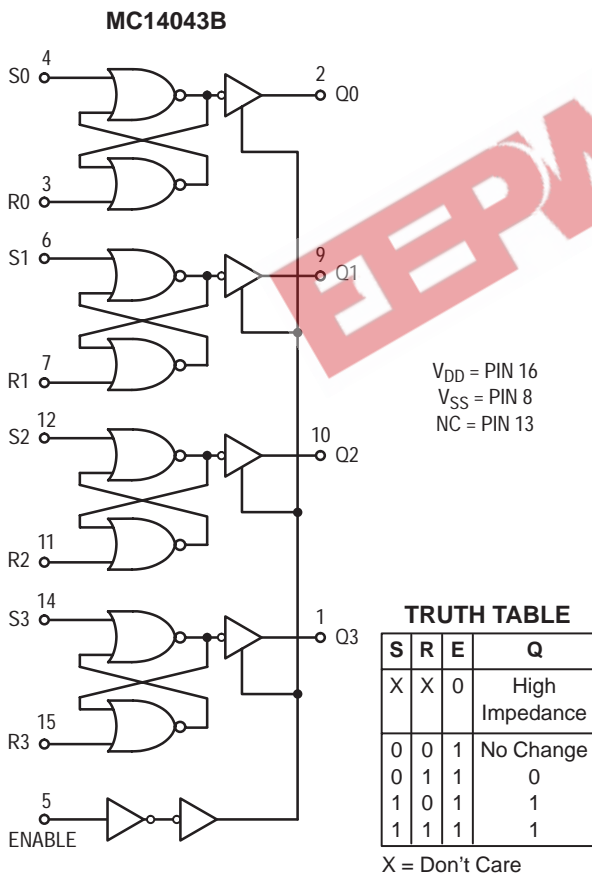 MC14043B
S0 4
2 Q0
R0 3
S1 6
9 Q1
R1 7
S2 12
10 Q2
R2 11
S3 14
1 Q3
R3 15
5
ENABLE
EEPW
VDD = PIN 16
VSS = PIN 8
NC = PIN 13
TRUTH TABLE
S R E Q
X X 0 High
Impedance
0 0 1 No Change
0 1 1 0
1 0 1 1
1 1 1 1
X = Don't Care